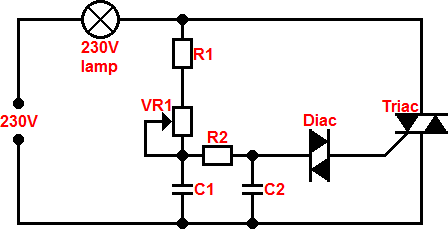 230V
lamp
R1
VR1
230V
R2
Diac
Triac
C1
C2